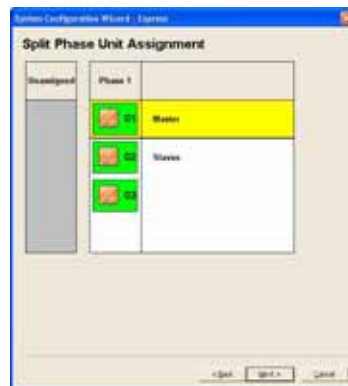 System Configuration Wizard - Express
Split Phase Unit Assignment
Unassigned Phase 1
01 Master
02 Slaves
03
< Back Next > Cancel